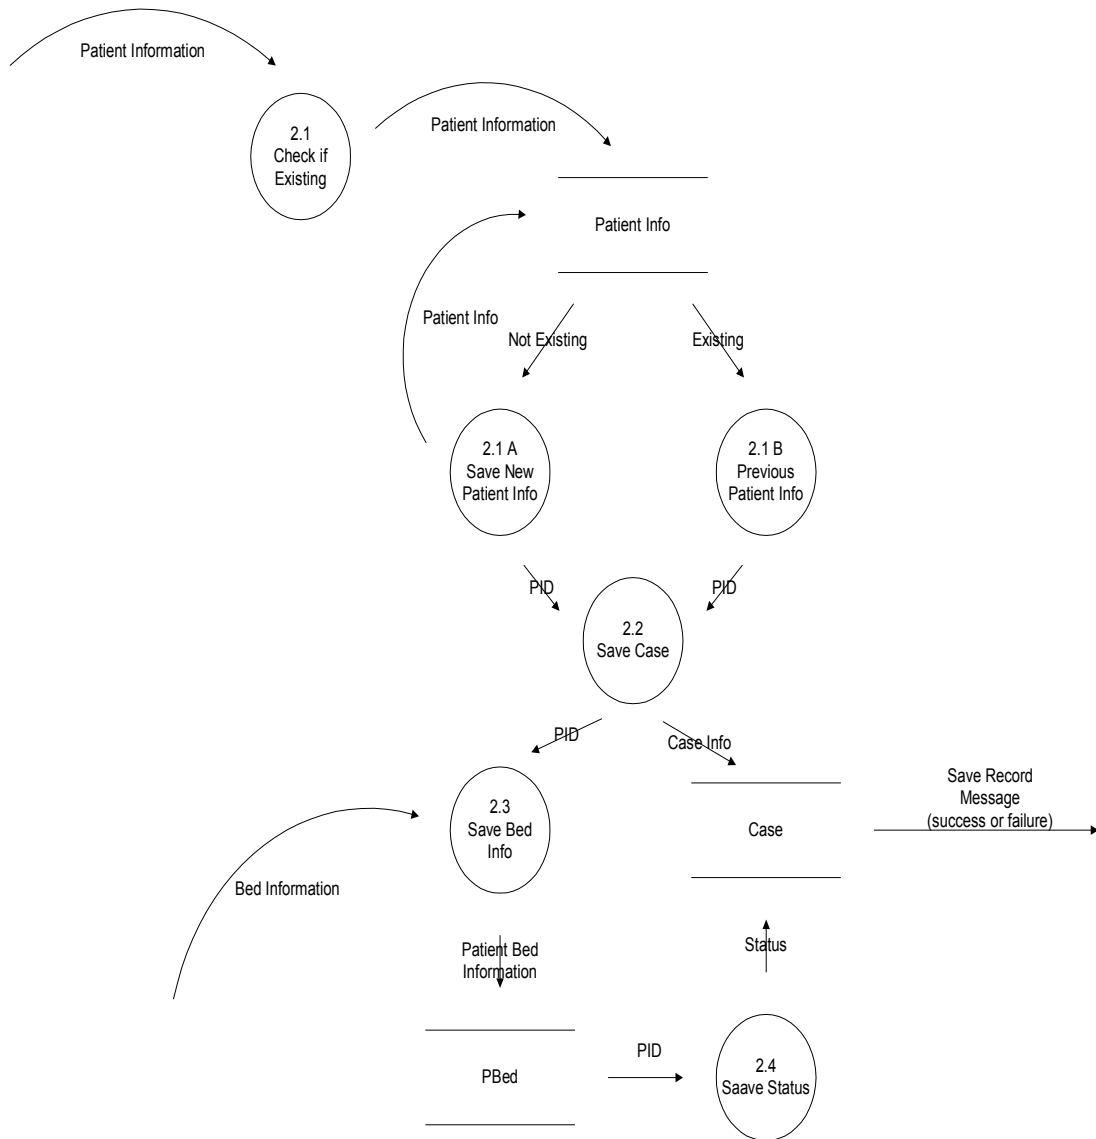 Patient Information
Patient Information
2.1
Check if
Existing
Patient Info
Patient Info
Not Existing
Existing
2.1 A
Save New
Patient Info
2.1 B
Previous
Patient Info
PID
PID
2.2
Save Case
PID
Case Info
2.3
Save Bed
Info
Case
Save Record
Message
(success or failure)
Bed Information
Patient Bed
Information
Status
PBed
PID
2.4
Saave Status